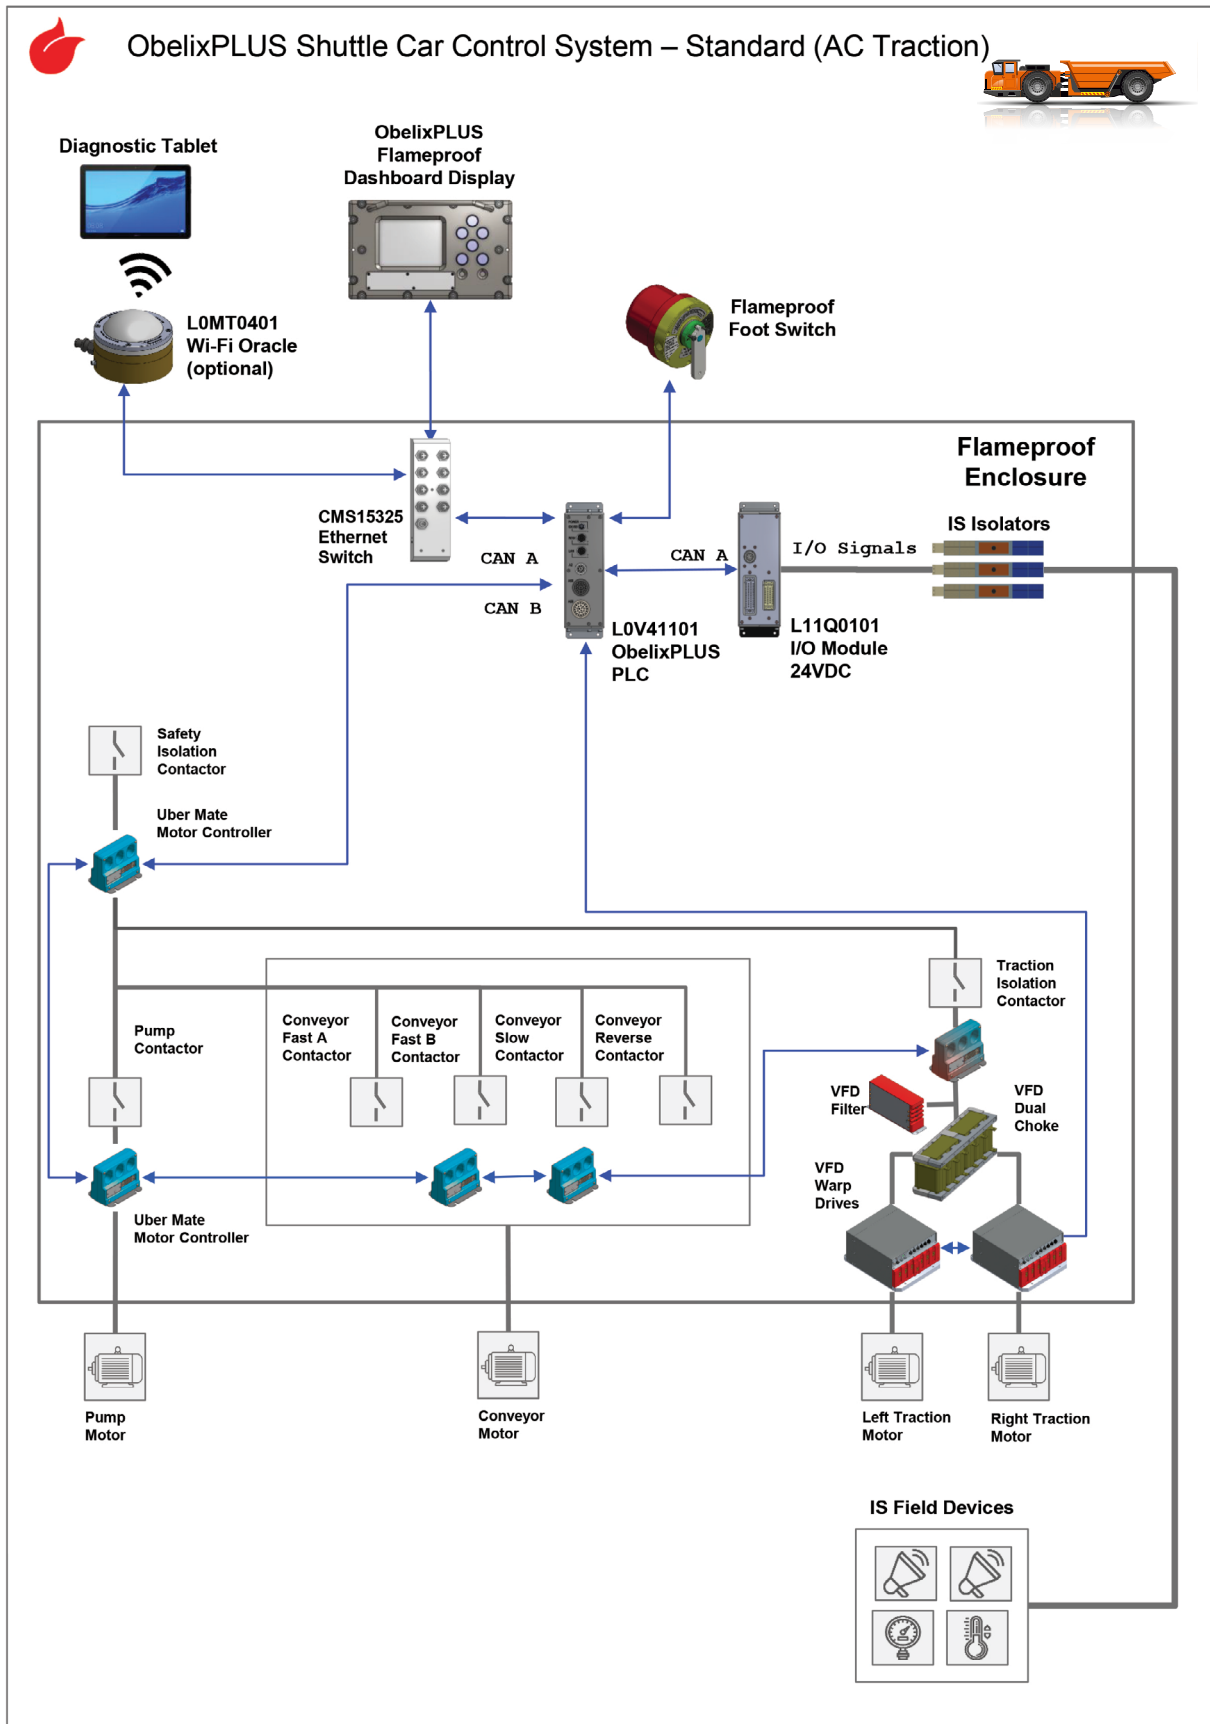 ObelixPLUS Shuttle Car Control System – Standard (AC Traction)
Diagnostic Tablet
ObelixPLUS
Flameproof
Dashboard Display
L0MT0401
Wi-Fi Oracle
(optional)
Flameproof
Foot Switch
Flameproof
Enclosure
CMS15325
Ethernet
Switch
CAN A
CAN B
CAN A
I/O Signals
IS Isolators
L0V41101
ObelixPLUS
PLC
L11Q0101
I/O Module
24VDC
Safety
Isolation
Contactor
Uber Mate
Motor Controller
Traction
Isolation
Contactor
Pump
Contactor
Conveyor
Fast A
Contactor
Conveyor
Fast B
Contactor
Conveyor
Slow
Contactor
Conveyor
Reverse
Contactor
VFD
Filter
VFD
Dual
Choke
VFD
Warp
Drives
Uber Mate
Motor Controller
Pump
Motor
Conveyor
Motor
Left Traction
Motor
Right Traction
Motor
IS Field Devices